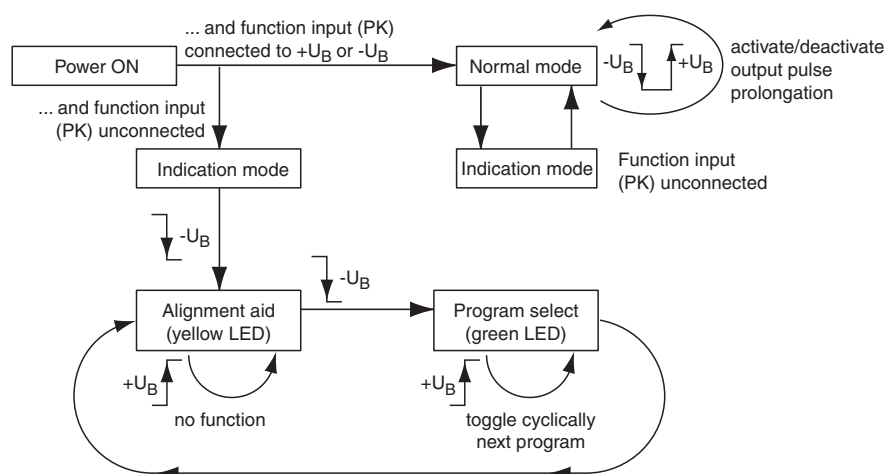 ... and function input (PK)
connected to +UB or -UB
Power ON
Normal mode
-UB
+UB
activate/deactivate
output pulse
prolongation
... and function input
(PK) unconnected
Indication mode
Indication mode
Function input
(PK) unconnected
-UB
-UB
Alignment aid
(yellow LED)
Program select
(green LED)
+UB
no function
+UB
toggle cyclically
next program